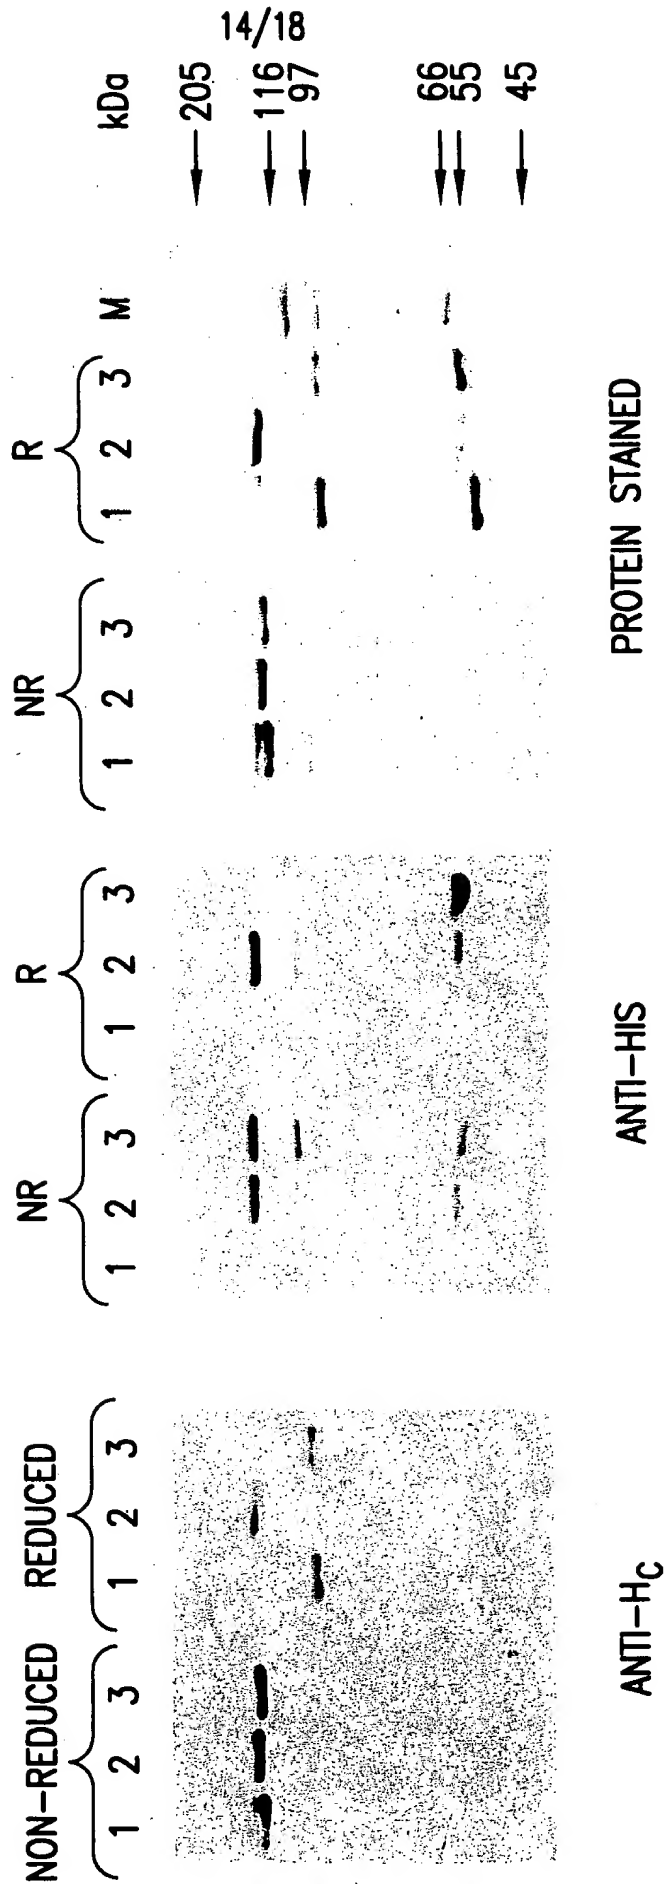 14/18
NON-REDUCED
REDUCED
NR
R
NR
R
1 2 3
1 2 3
1 2 3
1 2 3
1 2 3
1 2 3 M
kDa
205
116
97
66
55
45
ANTI-HC
ANTI-HIS
PROTEIN STAINED